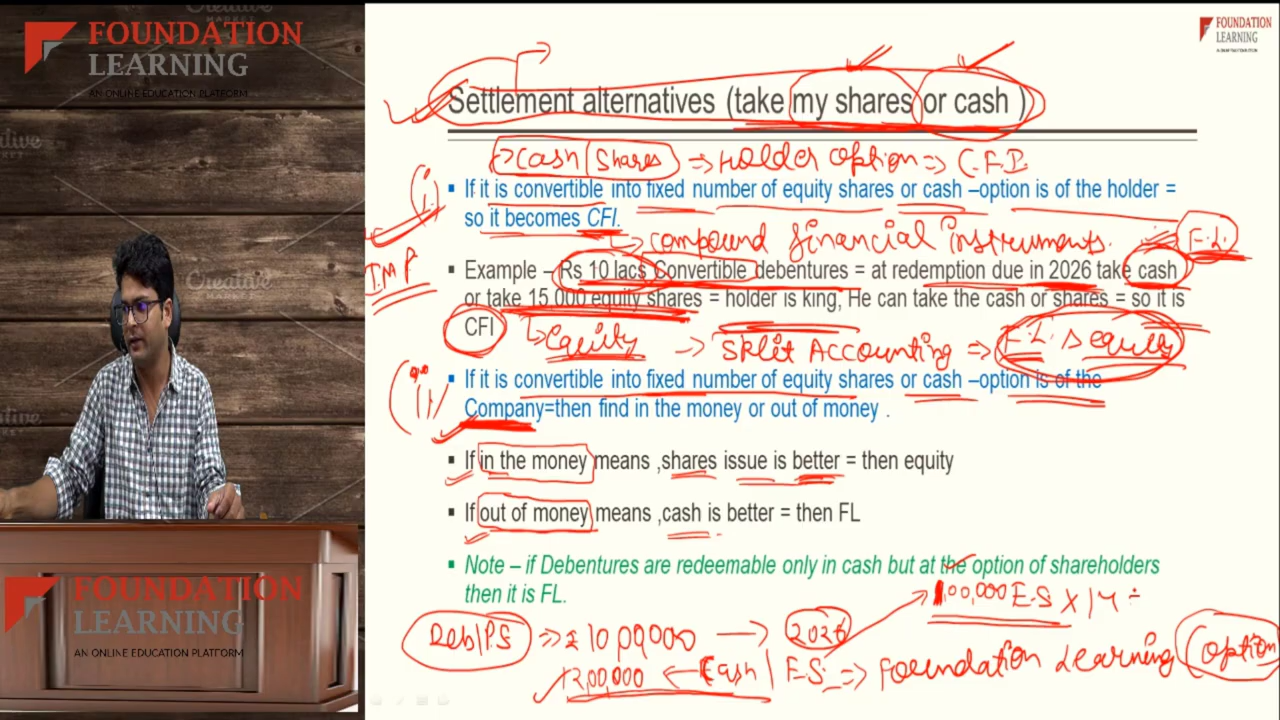 FOUNDATION
LEARNING
AN ONLINE EDUCATION PLATFORM
FOUNDATION
LEARNING
Settlement alternatives (take my shares or cash )
Cash | Shares ⇒ Holder option ⇒ C.F.I.
(i)
If it is convertible into fixed number of equity shares or cash –option is of the holder =
so it becomes CFI.
compound financial instruments.
F.L.
IMP
Example – Rs 10 lacs Convertible debentures = at redemption due in 2026 take cash
or take 15 000 equity shares = holder is king, He can take the cash or shares = so it is
CFI
Equity → Split Accounting ⇒ F.L. & equity
(ii)
If it is convertible into fixed number of equity shares or cash –option is of the
Company=then find in the money or out of money .
If in the money means ,shares issue is better = then equity
If out of money means ,cash is better = then FL
Note – if Debentures are redeemable only in cash but at the option of shareholders
then it is FL.
1,00,000 E.S X 14
Deb/P.S ⇒ ₹ 10,00,000 → 2026
12,00,000 ← Cash | E.S. ⇒ Foundation Learning (option
FOUNDATION
LEARNING
AN ONLINE EDUCATION PLATFORM